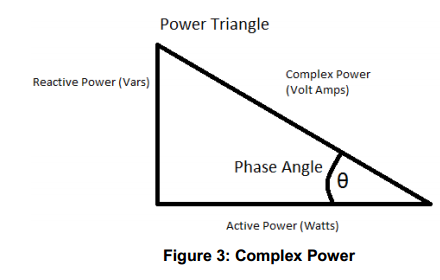 Power Triangle
Reactive Power (Vars)
Complex Power
(Volt Amps)
Phase Angle
θ
Active Power (Watts)
Figure 3: Complex Power